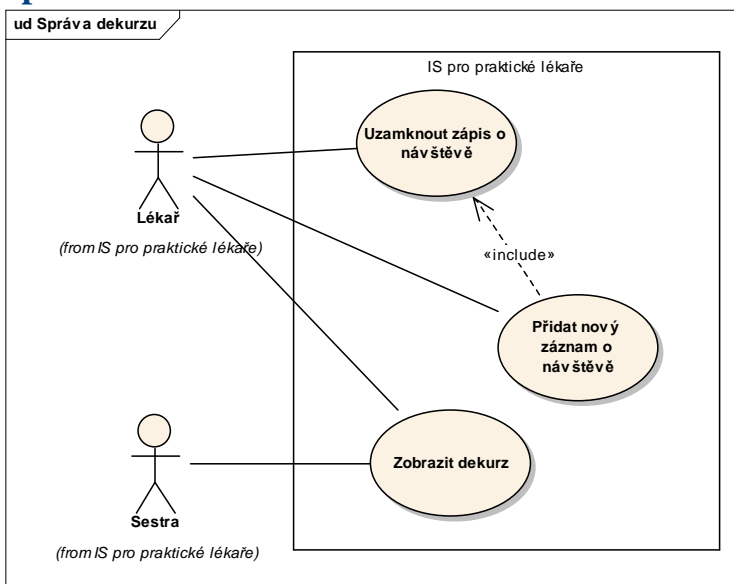 ud Správa dekurzu
IS pro praktické lékaře
Uzamknout zápis o
návštěvě
Lékař
(from IS pro praktické lékaře)
«include»
Přidat nový
záznam o
návštěvě
Zobrazit dekurz
Sestra
(from IS pro praktické lékaře)